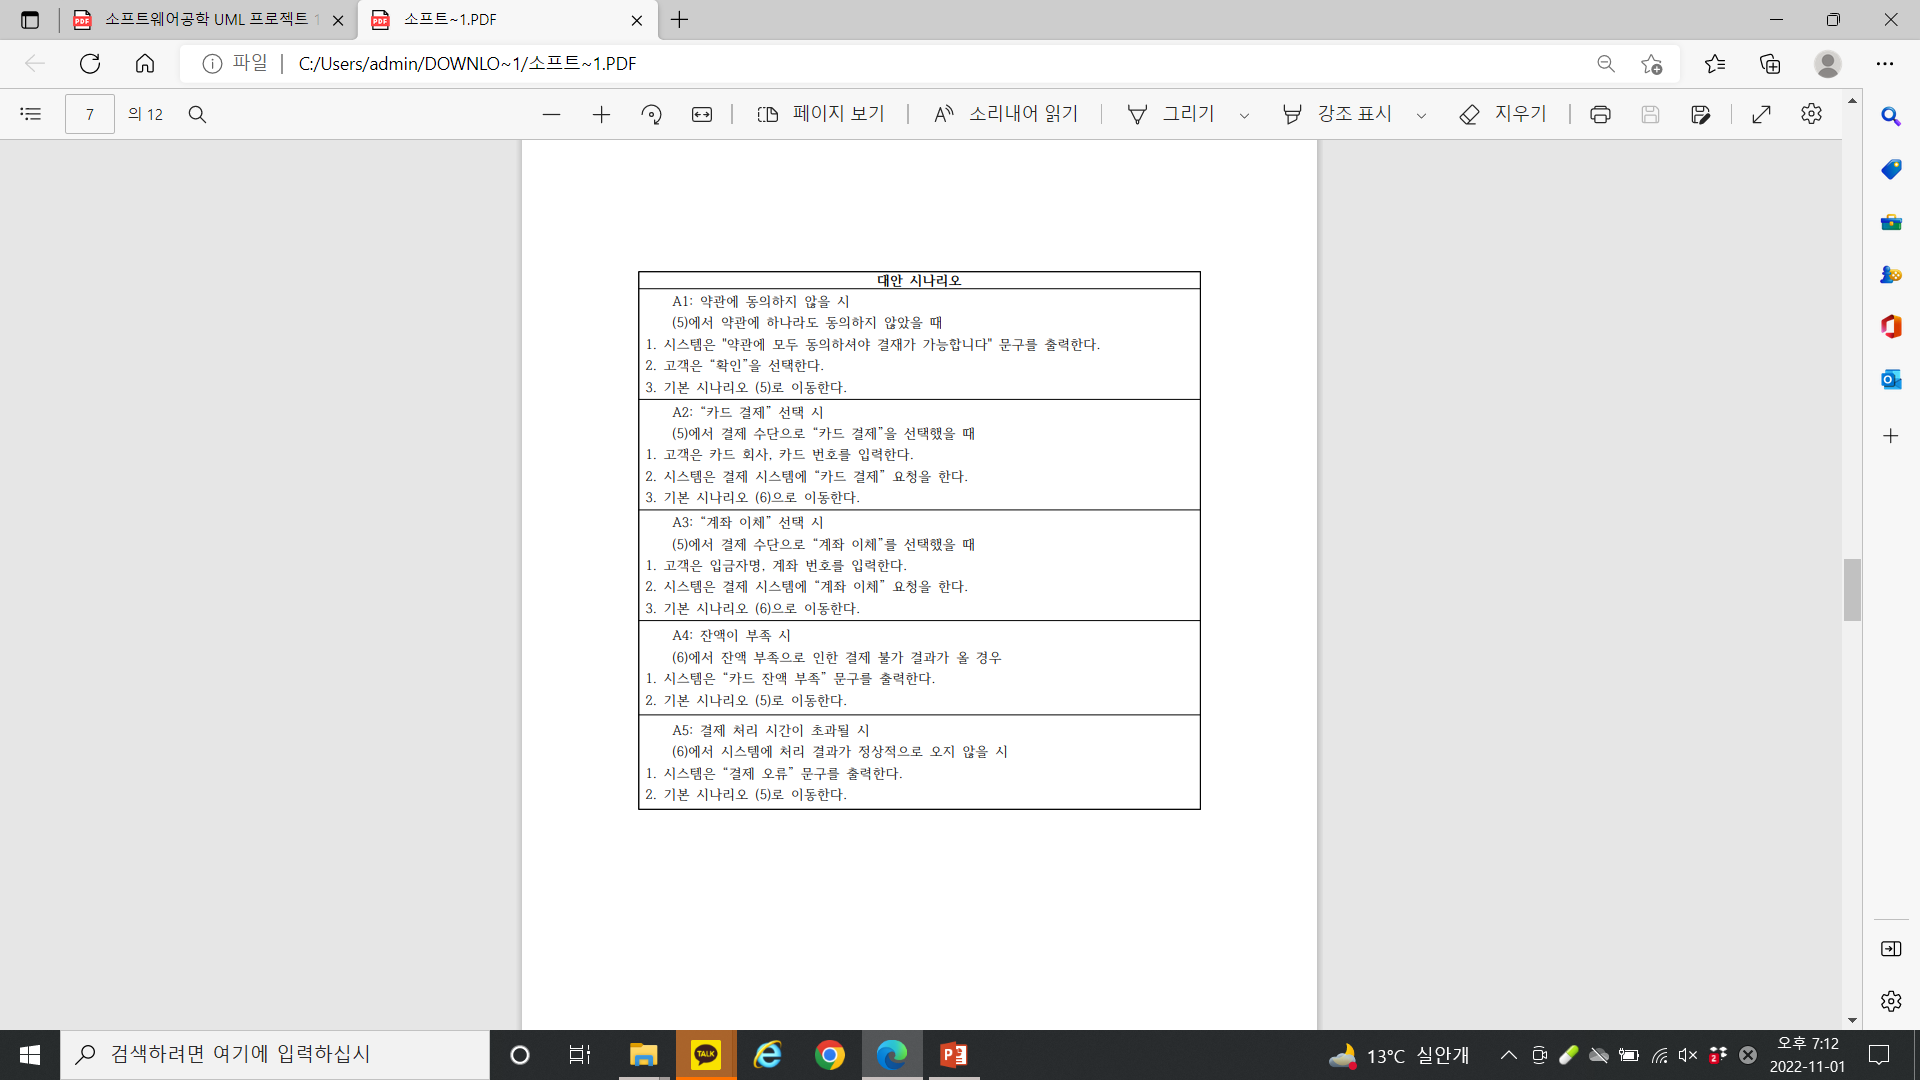 소프트웨어공학 UML 프로젝트 1
소프트~1.PDF
파일
C:/Users/admin/DOWNLO~1/소프트~1.PDF
7 의 12
페이지 보기
소리내어 읽기
그리기
강조 표시
지우기
대안 시나리오
A1: 약관에 동의하지 않을 시
(5)에서 약관에 하나라도 동의하지 않았을 때
1. 시스템은 "약관에 모두 동의하셔야 결재가 가능합니다" 문구를 출력한다.
2. 고객은 “확인”을 선택한다.
3. 기본 시나리오 (5)로 이동한다.
A2: “카드 결제” 선택 시
(5)에서 결제 수단으로 “카드 결제”을 선택했을 때
1. 고객은 카드 회사, 카드 번호를 입력한다.
2. 시스템은 결제 시스템에 “카드 결제” 요청을 한다.
3. 기본 시나리오 (6)으로 이동한다.
A3: “계좌 이체” 선택 시
(5)에서 결제 수단으로 “계좌 이체”를 선택했을 때
1. 고객은 입금자명, 계좌 번호를 입력한다.
2. 시스템은 결제 시스템에 “계좌 이체” 요청을 한다.
3. 기본 시나리오 (6)으로 이동한다.
A4: 잔액이 부족 시
(6)에서 잔액 부족으로 인한 결제 불가 결과가 올 경우
1. 시스템은 “카드 잔액 부족” 문구를 출력한다.
2. 기본 시나리오 (5)로 이동한다.
A5: 결제 처리 시간이 초과될 시
(6)에서 시스템에 처리 결과가 정상적으로 오지 않을 시
1. 시스템은 “결제 오류” 문구를 출력한다.
2. 기본 시나리오 (5)로 이동한다.
검색하려면 여기에 입력하십시
TALK
13°C 실안개
오후 7:12
2022-11-01